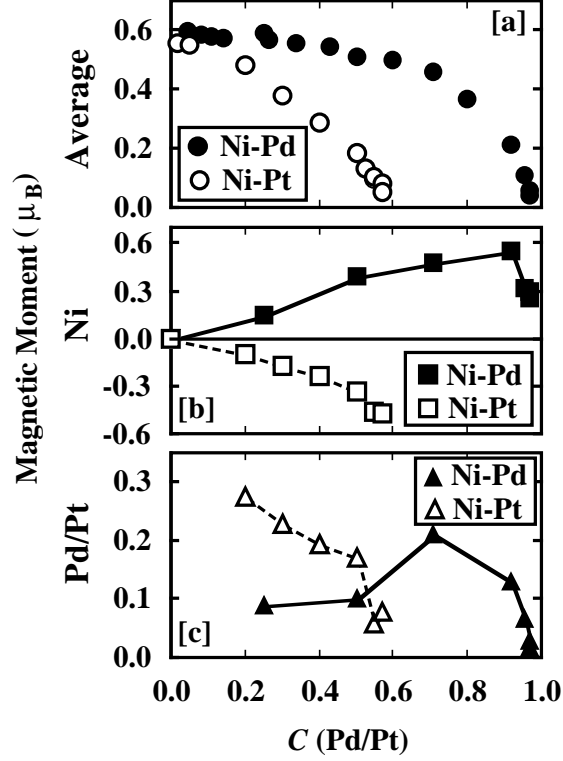 Magnetic Moment ( μB )
Average
0.6
0.4
0.2
0.0
[a]
Ni-Pd
Ni-Pt
Ni
0.6
0.3
0.0
-0.3
-0.6
[b]
Ni-Pd
Ni-Pt
Pd/Pt
0.3
0.2
0.1
0.0
[c]
Ni-Pd
Ni-Pt
0.0 0.2 0.4 0.6 0.8 1.0
C (Pd/Pt)